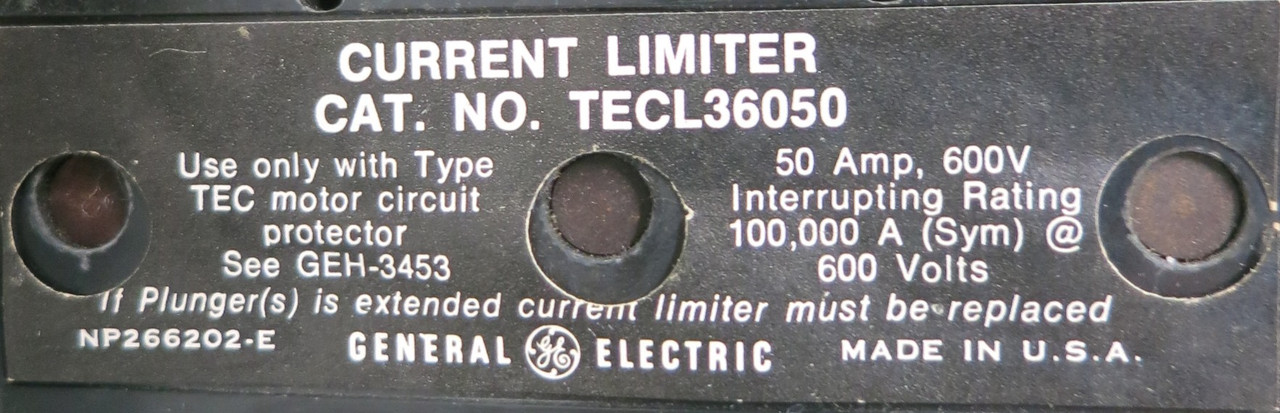 CURRENT LIMITER
CAT. NO. TECL36050
Use only with Type
TEC motor circuit
protector
See GEH-3453
50 Amp, 600V
Interrupting Rating
100,000 A (Sym) @
600 Volts
If Plunger(s) is extended current limiter must be replaced
NP266202-E
GENERAL GE ELECTRIC
MADE IN U.S.A.